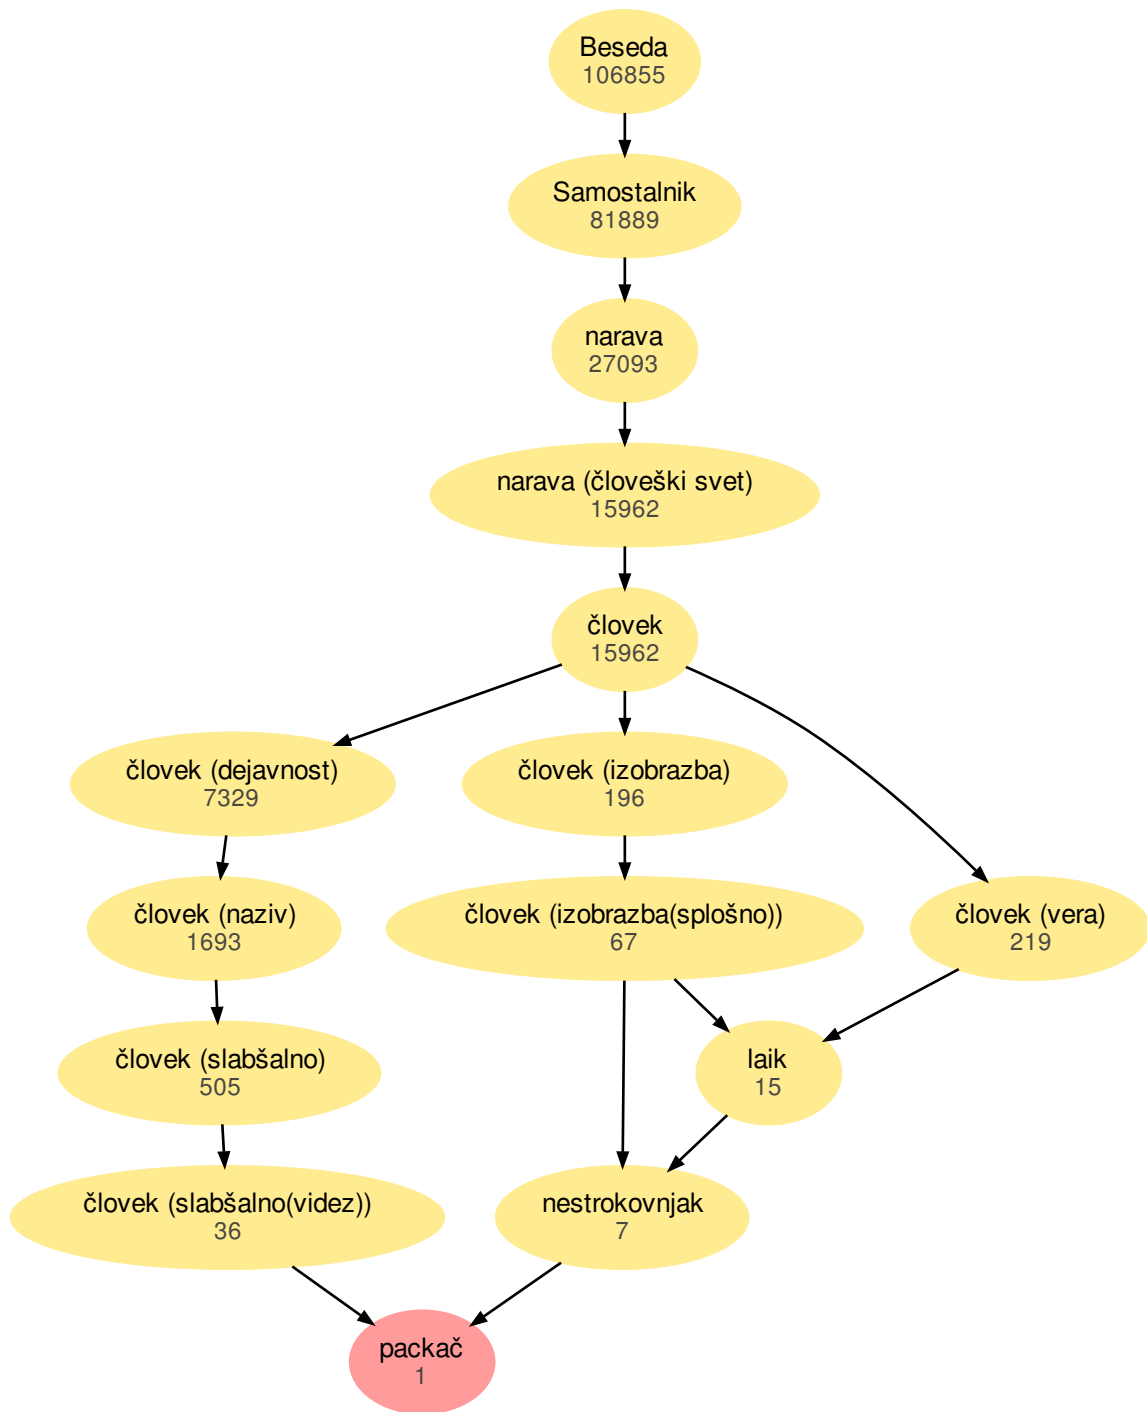 Beseda
106855
Samostalnik
81889
narava
27093
narava (človeški svet)
15962
človek
15962
človek (dejavnost)
7329
človek (izobrazba)
196
človek (naziv)
1693
človek (izobrazba(splošno))
67
človek (vera)
219
človek (slabšalno)
505
laik
15
človek (slabšalno(videz))
36
nestrokovnjak
7
packač
1